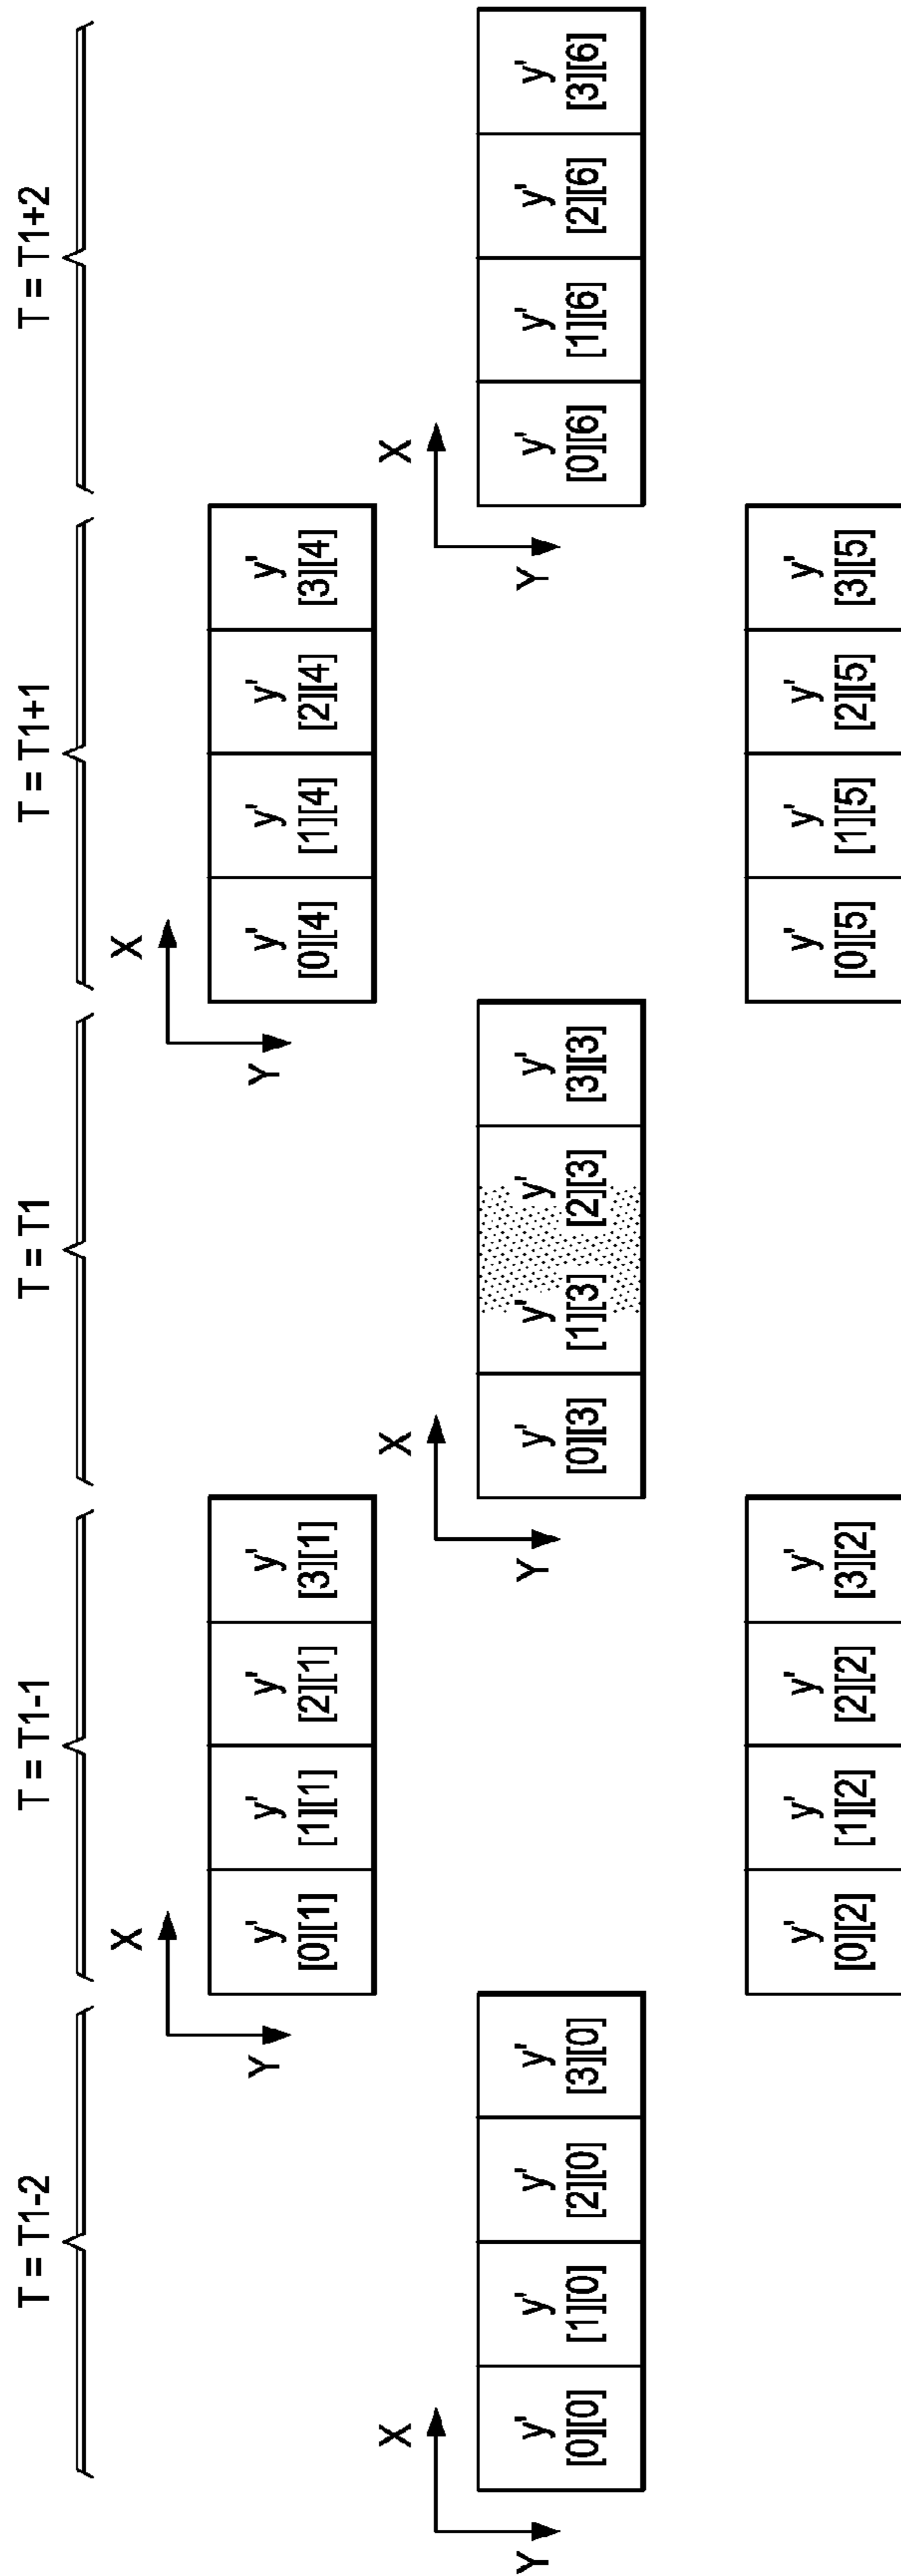 T = T1-2
T = T1-1
T = T1
T = T1+1
T = T1+2
X
Y
y' y' y' y'
[0][1] [1][1] [2][1] [3][1]
X
Y
y' y' y' y'
[0][4] [1][4] [2][4] [3][4]
X
Y
y' y' y' y'
[0][0] [1][0] [2][0] [3][0]
X
Y
y' y' y' y'
[0][3] [1][3] [2][3] [3][3]
X
Y
y' y' y' y'
[0][6] [1][6] [2][6] [3][6]
y' y' y' y'
[0][2] [1][2] [2][2] [3][2]
y' y' y' y'
[0][5] [1][5] [2][5] [3][5]